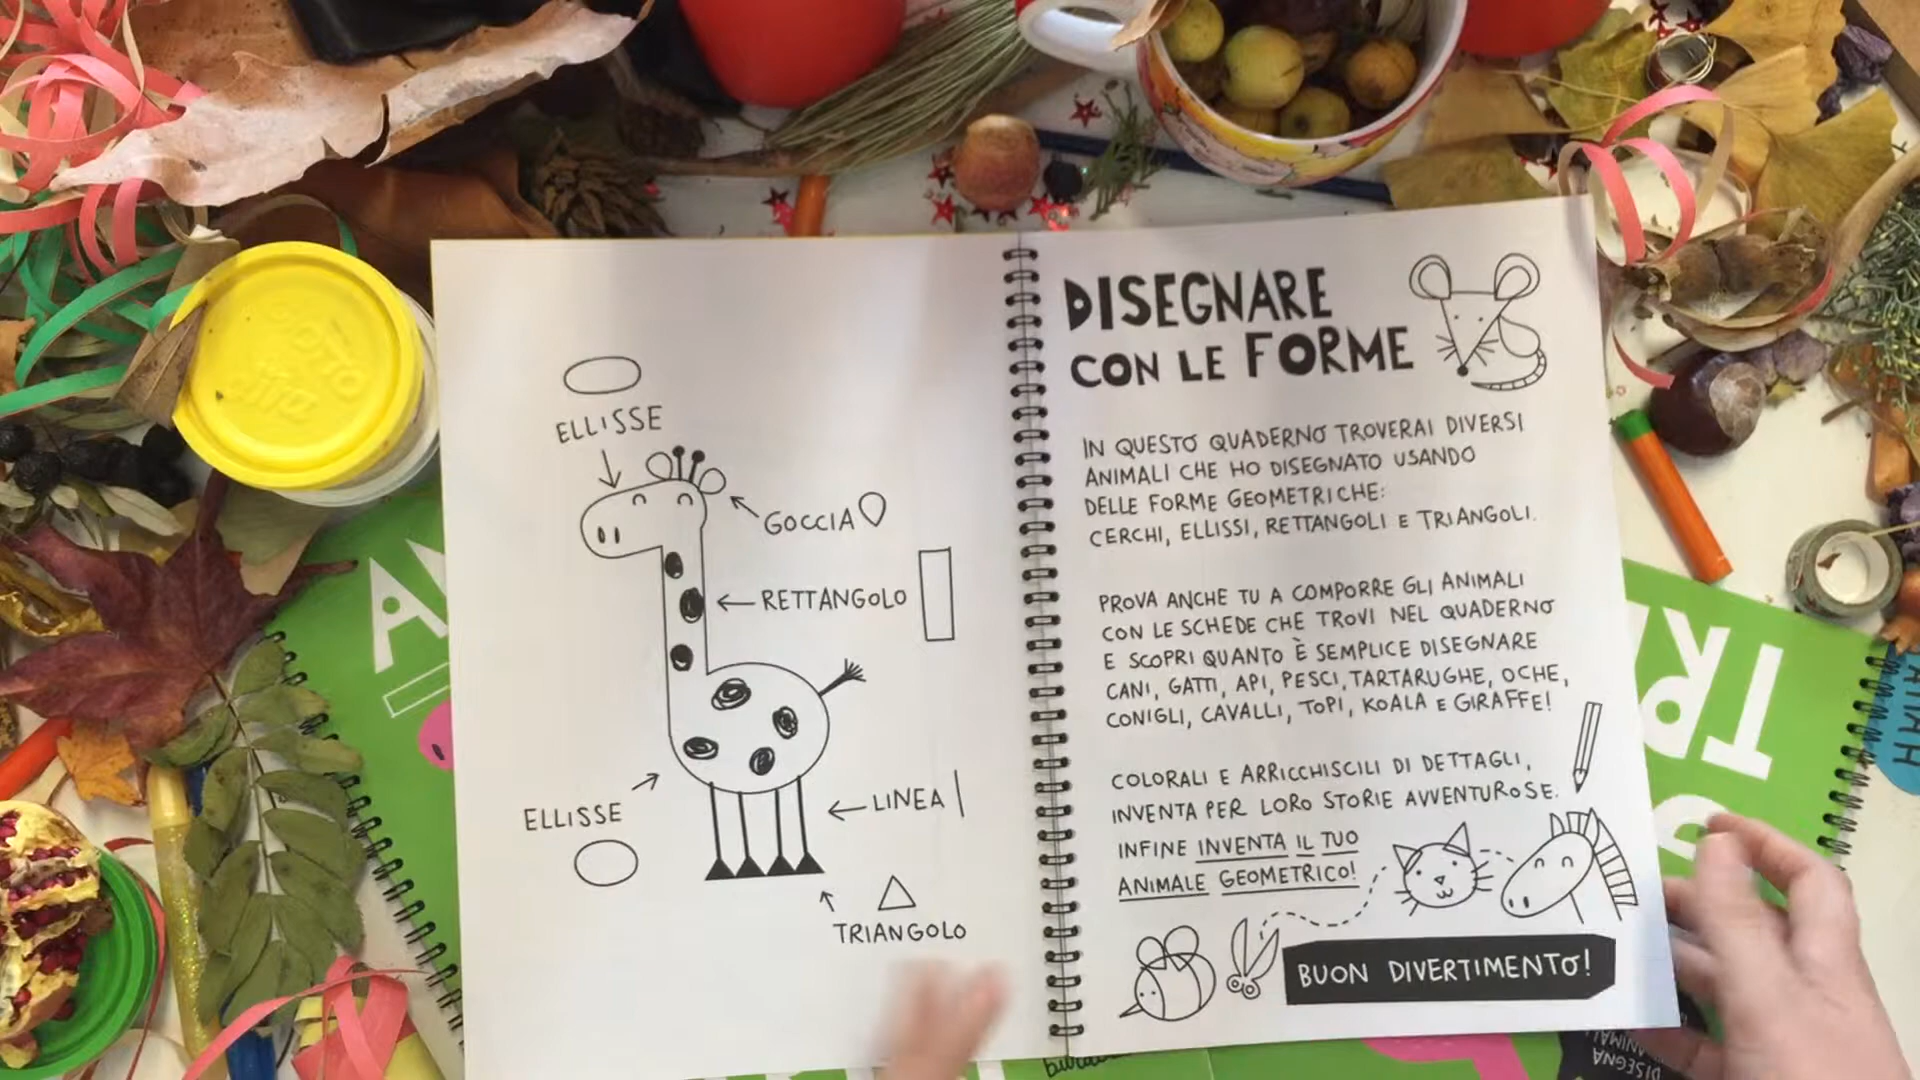 ELLISSE
GOCCIA
RETTANGOLO
ELLISSE
LINEA
TRIANGOLO
DISEGNARE
CON LE FORME
IN QUESTO QUADERNO TROVERAI DIVERSI
ANIMALI CHE HO DISEGNATO USANDO
DELLE FORME GEOMETRICHE:
CERCHI, ELLISSI, RETTANGOLI E TRIANGOLI.
PROVA ANCHE TU A COMPORRE GLI ANIMALI
CON LE SCHEDE CHE TROVI NEL QUADERNO
E SCOPRI QUANTO È SEMPLICE DISEGNARE
CANI, GATTI, API, PESCI, TARTARUGHE, OCHE,
CONIGLI, CAVALLI, TOPI, KOALA E GIRAFFE!
COLORALI E ARRICCHISCILI DI DETTAGLI,
INVENTA PER LORO STORIE AVVENTUROSE.
INFINE INVENTA IL TUO
ANIMALE GEOMETRICO!
BUON DIVERTIMENTO!
GIOTTO
DISEGNA